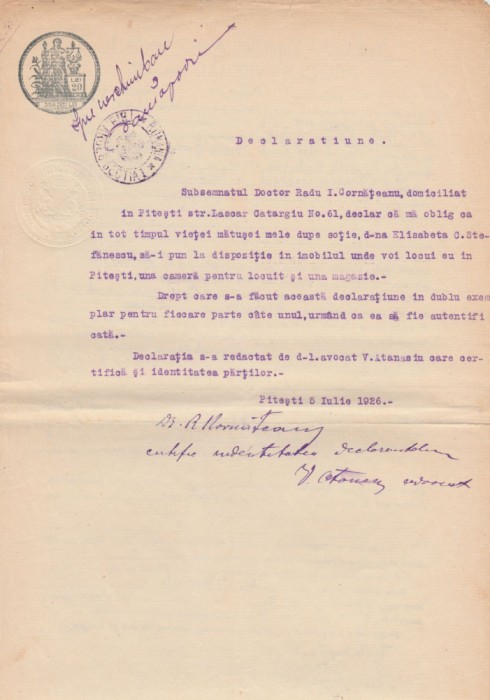 Spre neschimbare
LEI
20
Declaratiune.
Subsemnatul Doctor Radu I.Cornăţeanu, domiciliat
in Piteşti str.Lascar Catargiu No.61, declar că mă oblig ca
in tot timpul vieţei mătuşei mele dupe soţie, d-na Elisabeta C.Ste-
fănescu, să-i pun la dispoziţie in imobilul unde voi locui eu in
Piteşti, una cameră pentru locuit şi una magazie.-
Drept care s-a făcut această declaraţiune in dublu exem
plar pentru fiecare parte câte unul, urmând ca ea să fie autentifi
cată.-
Declaraţia s-a redactat de d-l.avocat V.Atanasiu care cer-
tifică şi identitatea părţilor.-
Piteşti 5 Iulie 1926.-
Dr. R Cornăţeanu
certific identitatea declarantului
V. Atanasiu advocat